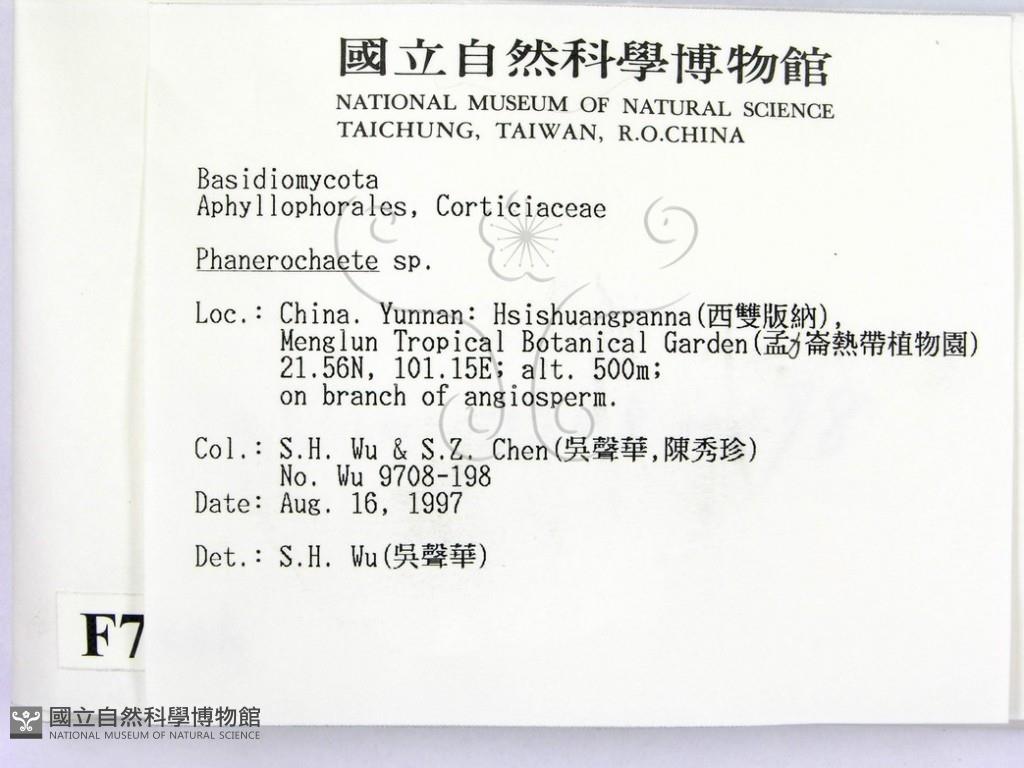 國立自然科學博物館
NATIONAL MUSEUM OF NATURAL SCIENCE
TAICHUNG, TAIWAN, R.O.CHINA
Basidiomycota
Aphyllophorales, Corticiaceae
Phanerochaete sp.
Loc.: China. Yunnan: Hsishuangpanna(西雙版納),
Menglun Tropical Botanical Garden(孟力崙熱帶植物園)
21.56N, 101.15E; alt. 500m;
on branch of angiosperm.
Col.: S.H. Wu & S.Z. Chen(吳聲華,陳秀珍)
No. Wu 9708-198
Date: Aug. 16, 1997
Det.: S.H. Wu(吳聲華)
F7
國立自然科學博物館
NATIONAL MUSEUM OF NATURAL SCIENCE